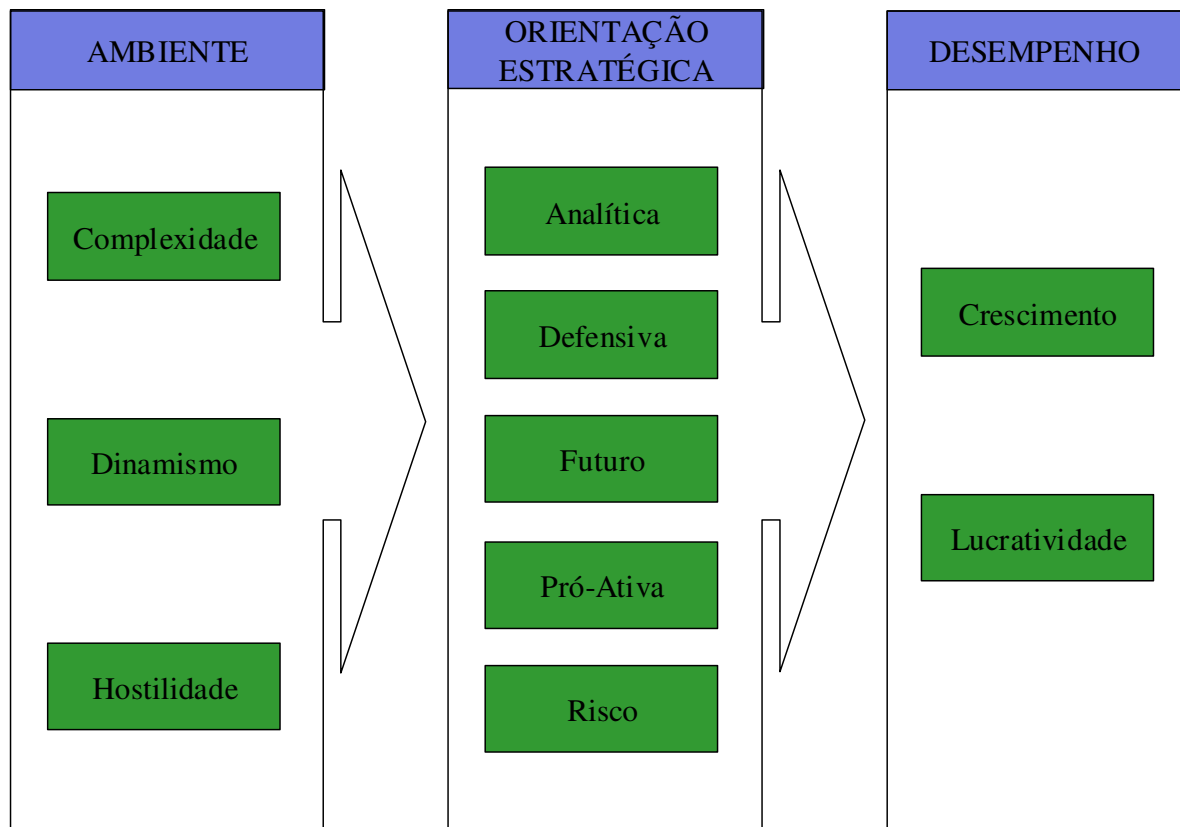 AMBIENTE
Complexidade
Dinamismo
Hostilidade
ORIENTAÇÃO
ESTRATÉGICA
Analítica
Defensiva
Futuro
Pró-Ativa
Risco
DESEMPENHO
Crescimento
Lucratividade